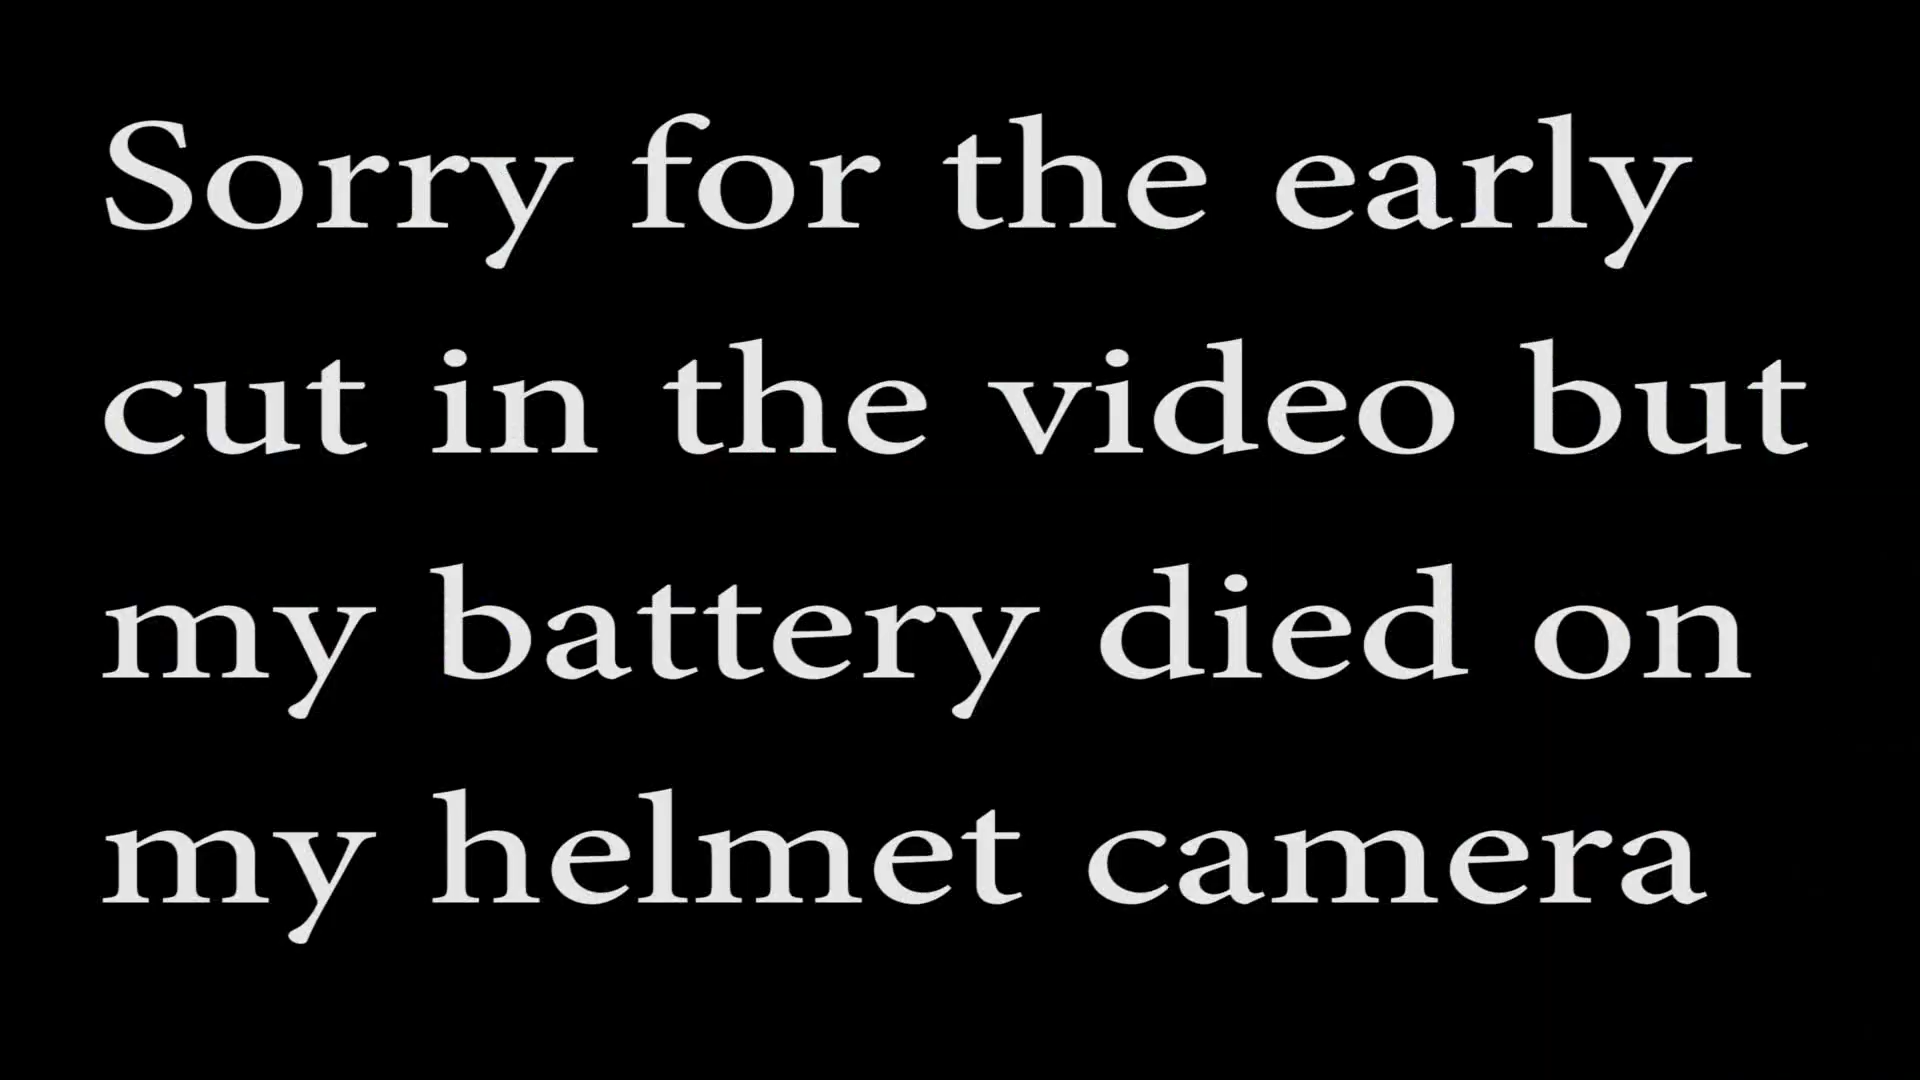 Sorry for the early
cut in the video but
my battery died on
my helmet camera